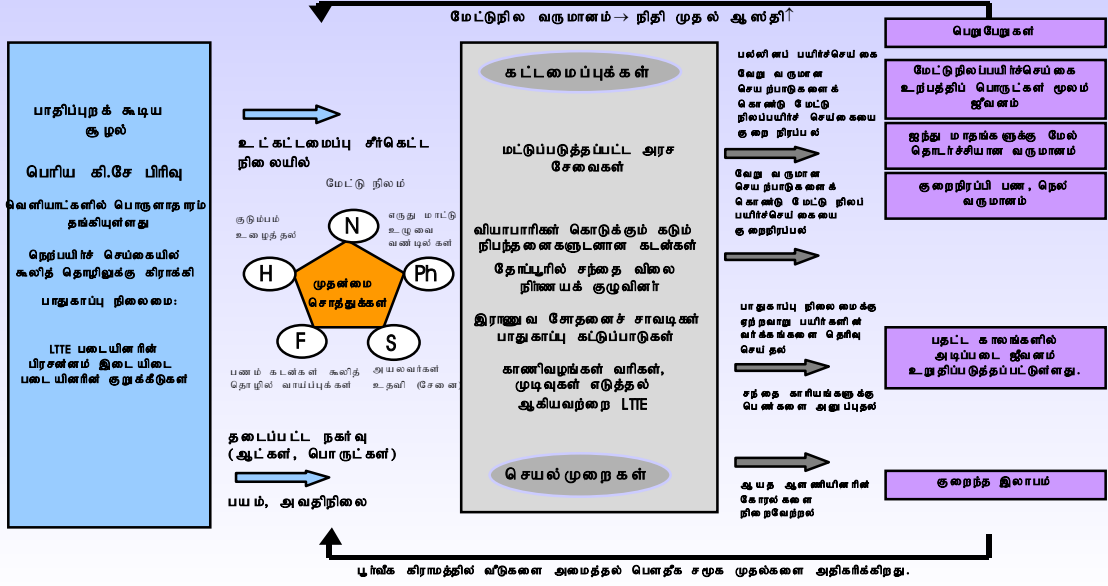 மேட்டுநில வருமானம்→ நிதி முதல் ஆஸ்தி↑
பாதிப்புறக் கூடிய
சூழல்
பெரிய கி.சே பிரிவு
வெளியாட்களில் பொருளாதாரம்
தங்கியுள்ளது
நெற்பயிர்ச் செய்கையில்
கூலித் தொழிலுக்கு கிராக்கி
பாதுகாப்பு நிலைமை:
LTTE படையினரின்
பிரசன்னம் இடையிடை
படையினரின் குறுக்கீடுகள்
உட்கட்டமைப்பு சீர்கெட்ட
நிலையில்
மேட்டு நிலம்
குடும்பம்
உழைத்தல்
எருது மாட்டு
உழுவை
வண்டில்கள்
N
H
Ph
முதன்மை
சொத்துக்கள்
F
S
பணம் கடன்கள் கூலித்
தொழில் வாய்ப்புக்கள்
அயலவர்கள்
உதவி (சேனை)
தடைப்பட்ட நகர்வு
(ஆட்கள், பொருட்கள்)
பயம், அவதிநிலை
கட்டமைப்புக்கள்
மட்டுப்படுத்தப்பட்ட அரச
சேவைகள்
வியாபாரிகள் கொடுக்கும் கடும்
நிபந்தனைகளுடனான கடன்கள்
தோப்பூரில் சந்தை விலை
நிர்ணயக் குழுவினர்
இராணுவ சோதனைச் சாவடிகள்
பாதுகாப்பு கட்டுப்பாடுகள்
காணிவழங்கள் வரிகள்,
முடிவுகள் எடுத்தல்
ஆகியவற்றை LTTE
செயல்முறைகள்
பல்லினப் பயிர்ச்செய்கை
வேறு வருமான
செயற்பாடுகளைக்
கொண்டு மேட்டு
நிலப்பயிர்ச் செய்கையை
குறை நிரப்பல்
வேறு வருமான
செயற்பாடுகளைக்
கொண்டு மேட்டு நிலப்
பயிர்ச்செய்கையை
குறைநிரப்பல்
பாதுகாப்பு நிலைமைக்கு
ஏற்றவாறு பயிர்களின்
வர்க்கங்களை தெரிவு
செய்தல்
சந்தை காரியங்களுக்கு
பெண்களை அனுப்புதல்
ஆயுத ஆணணியினரின்
கோரல்களை
நிறைவேற்றல்
பெறுபேறுகள்
மேட்டுநிலப்பயிர்ச்செய்கை
உற்பத்திப் பொருட்கள் மூலம்
ஜீவனம்
ஐந்து மாதங்களுக்கு மேல்
தொடர்ச்சியான வருமானம்
குறைநிரப்பி பண, நெல்
வருமானம்
பதட்ட காலங்களில்
அடிப்படை ஜீவனம்
உறுதிப்படுத்தப்பட்டுள்ளது.
குறைந்த இலாபம்
பூர்வீக கிராமத்தில் வீடுகளை அமைத்தல் பௌதீக சமூக முதல்களை அதிகரிக்கிறது.